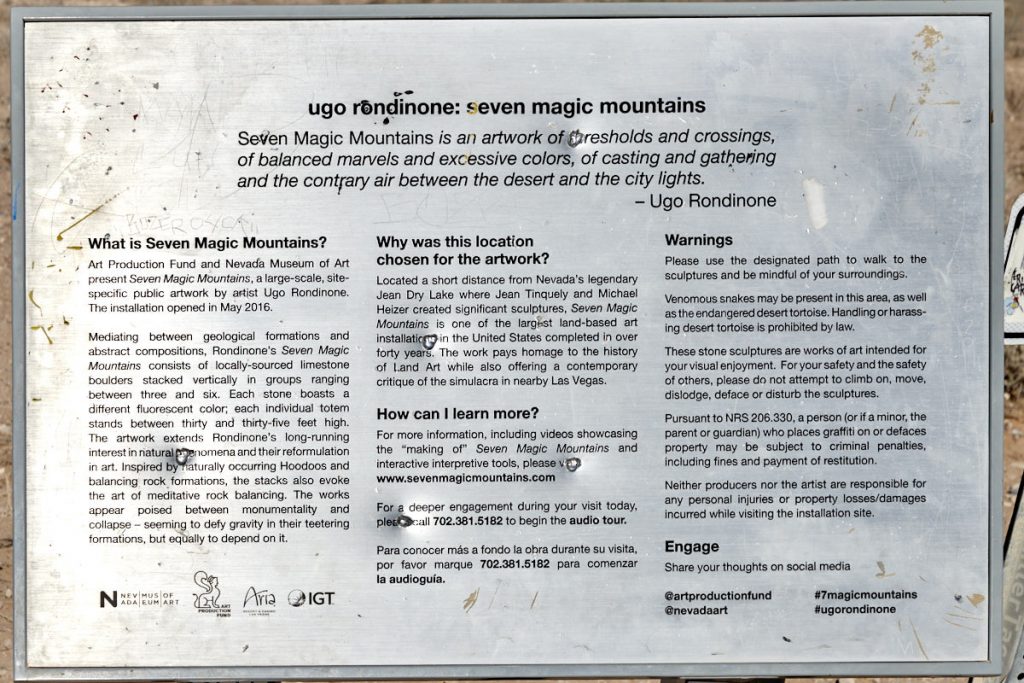 ugo rondinone: seven magic mountains
Seven Magic Mountains is an artwork of thresholds and crossings,
of balanced marvels and excessive colors, of casting and gathering
and the contrary air between the desert and the city lights.
– Ugo Rondinone
What is Seven Magic Mountains?
Art Production Fund and Nevada Museum of Art
present Seven Magic Mountains, a large-scale, site-
specific public artwork by artist Ugo Rondinone.
The installation opened in May 2016.
Mediating between geological formations and
abstract compositions, Rondinone's Seven Magic
Mountains consists of locally-sourced limestone
boulders stacked vertically in groups ranging
between three and six. Each stone boasts a
different fluorescent color; each individual totem
stands between thirty and thirty-five feet high.
The artwork extends Rondinone's long-running
interest in natural phenomena and their reformulation
in art. Inspired by naturally occurring Hoodoos and
balancing rock formations, the stacks also evoke
the art of meditative rock balancing. The works
appear poised between monumentality and
collapse – seeming to defy gravity in their teetering
formations, but equally to depend on it.
NEVADA MUSEUM ART
ART PRODUCTION FUND
Aria
IGT
Why was this location
chosen for the artwork?
Located a short distance from Nevada's legendary
Jean Dry Lake where Jean Tinquely and Michael
Heizer created significant sculptures, Seven Magic
Mountains is one of the largest land-based art
installations in the United States completed in over
forty years. The work pays homage to the history
of Land Art while also offering a contemporary
critique of the simulacra in nearby Las Vegas.
How can I learn more?
For more information, including videos showcasing
the “making of” Seven Magic Mountains and
interactive interpretive tools, please visit
www.sevenmagicmountains.com
For a deeper engagement during your visit today,
please call 702.381.5182 to begin the audio tour.
Para conocer más a fondo la obra durante su visita,
por favor marque 702.381.5182 para comenzar
la audioguía.
Warnings
Please use the designated path to walk to the
sculptures and be mindful of your surroundings.
Venomous snakes may be present in this area, as well
as the endangered desert tortoise. Handling or harass-
ing desert tortoise is prohibited by law.
These stone sculptures are works of art intended for
your visual enjoyment. For your safety and the safety
of others, please do not attempt to climb on, move,
dislodge, deface or disturb the sculptures.
Pursuant to NRS 206.330, a person (or if a minor, the
parent or guardian) who places graffiti on or defaces
property may be subject to criminal penalties,
including fines and payment of restitution.
Neither producers nor the artist are responsible for
any personal injuries or property losses/damages
incurred while visiting the installation site.
Engage
Share your thoughts on social media
@artproductionfund #7magicmountains
@nevadaart #ugorondinone